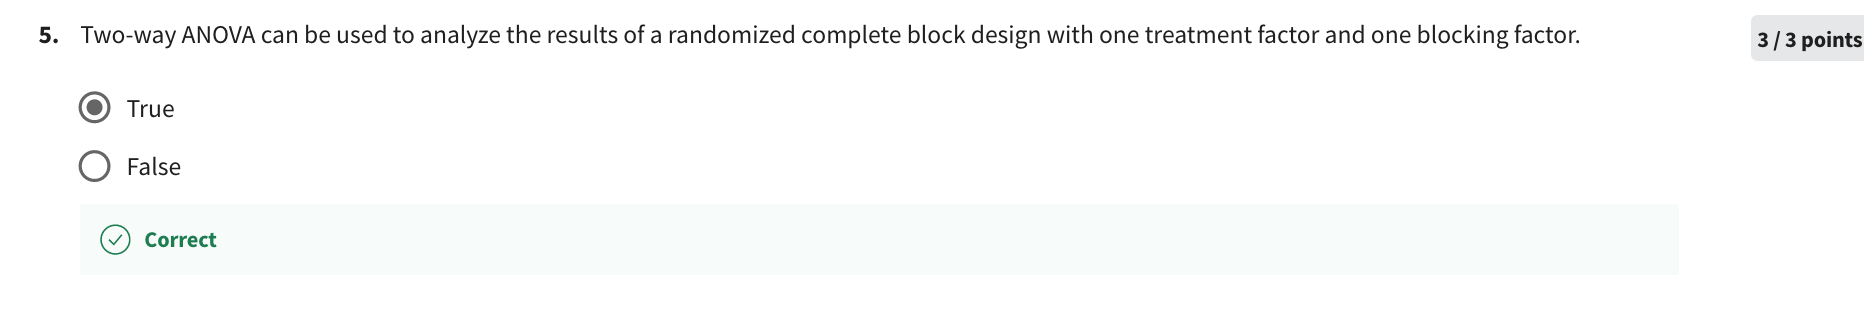 5. Two-way ANOVA can be used to analyze the results of a randomized complete block design with one treatment factor and one blocking factor.
3 / 3 points
True
False
Correct